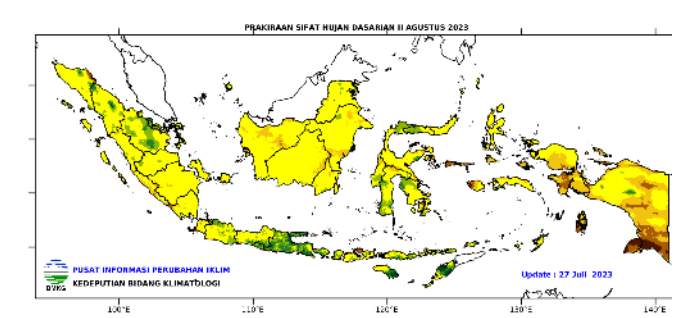 PRAKIRAAN SIFAT HUJAN DASARIAN II AGUSTUS 2023
PUSAT INFORMASI PERUBAHAN IKLIM
Update : 27 Juli 2023
BMKG
KEDEPUTIAN BIDANG KLIMATOLOGI
100°E
110°E
120°E
130°E
140°E